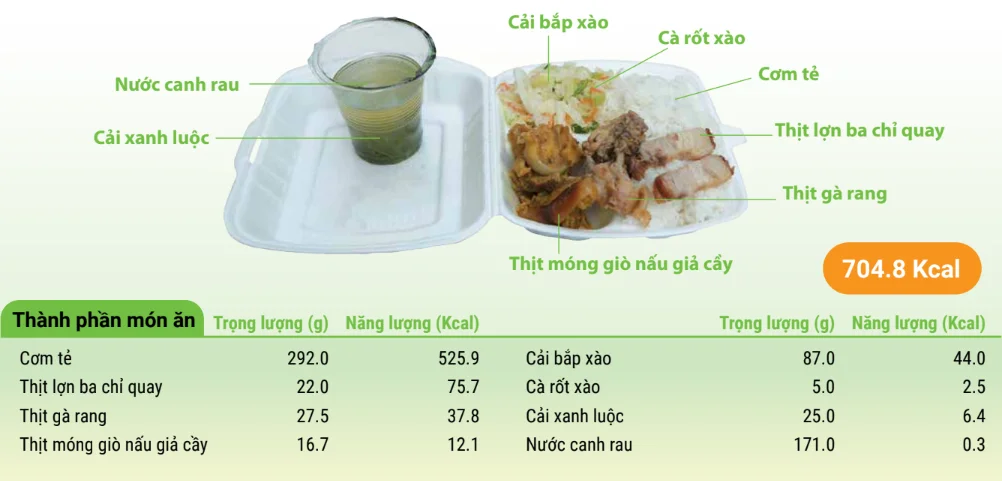 Cải bắp xào
Cà rốt xào
Cơm tẻ
Nước canh rau
Cải xanh luộc
Thịt lợn ba chỉ quay
Thịt gà rang
Thịt móng giò nấu giả cầy
704.8 Kcal
Thành phần món ăn Trọng lượng (g) Năng lượng (Kcal) Trọng lượng (g) Năng lượng (Kcal)
Cơm tẻ 292.0 525.9 Cải bắp xào 87.0 44.0
Thịt lợn ba chỉ quay 22.0 75.7 Cà rốt xào 5.0 2.5
Thịt gà rang 27.5 37.8 Cải xanh luộc 25.0 6.4
Thịt móng giò nấu giả cầy 16.7 12.1 Nước canh rau 171.0 0.3